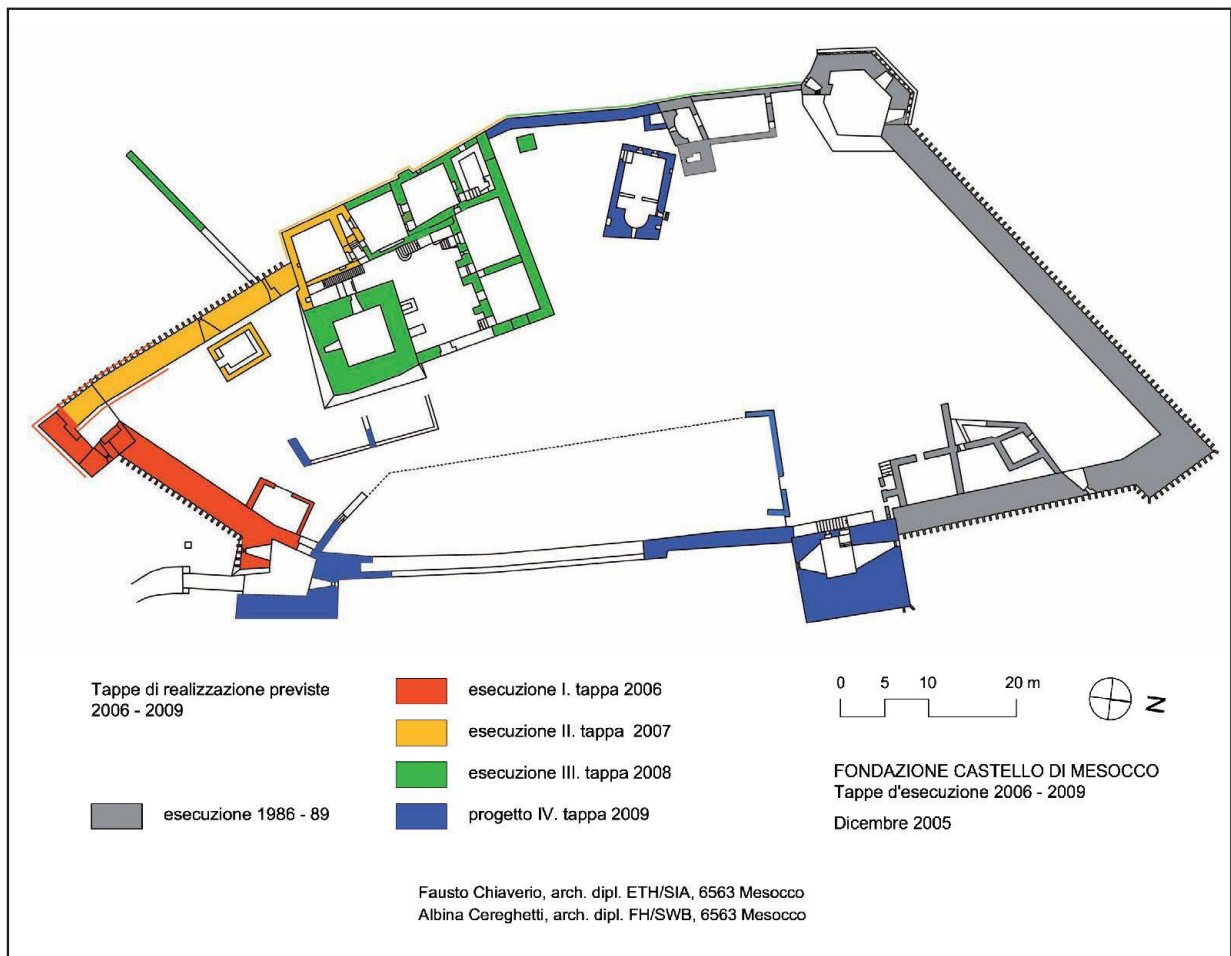 Tappe di realizzazione previste
2006 - 2009
esecuzione 1986 - 89
esecuzione I. tappa 2006
esecuzione II. tappa 2007
esecuzione III. tappa 2008
progetto IV. tappa 2009
0 5 10 20 m
N
FONDAZIONE CASTELLO DI MESOCCO
Tappe d'esecuzione 2006 - 2009
Dicembre 2005
Fausto Chiaverio, arch. dipl. ETH/SIA, 6563 Mesocco
Albina Cereghetti, arch. dipl. FH/SWB, 6563 Mesocco